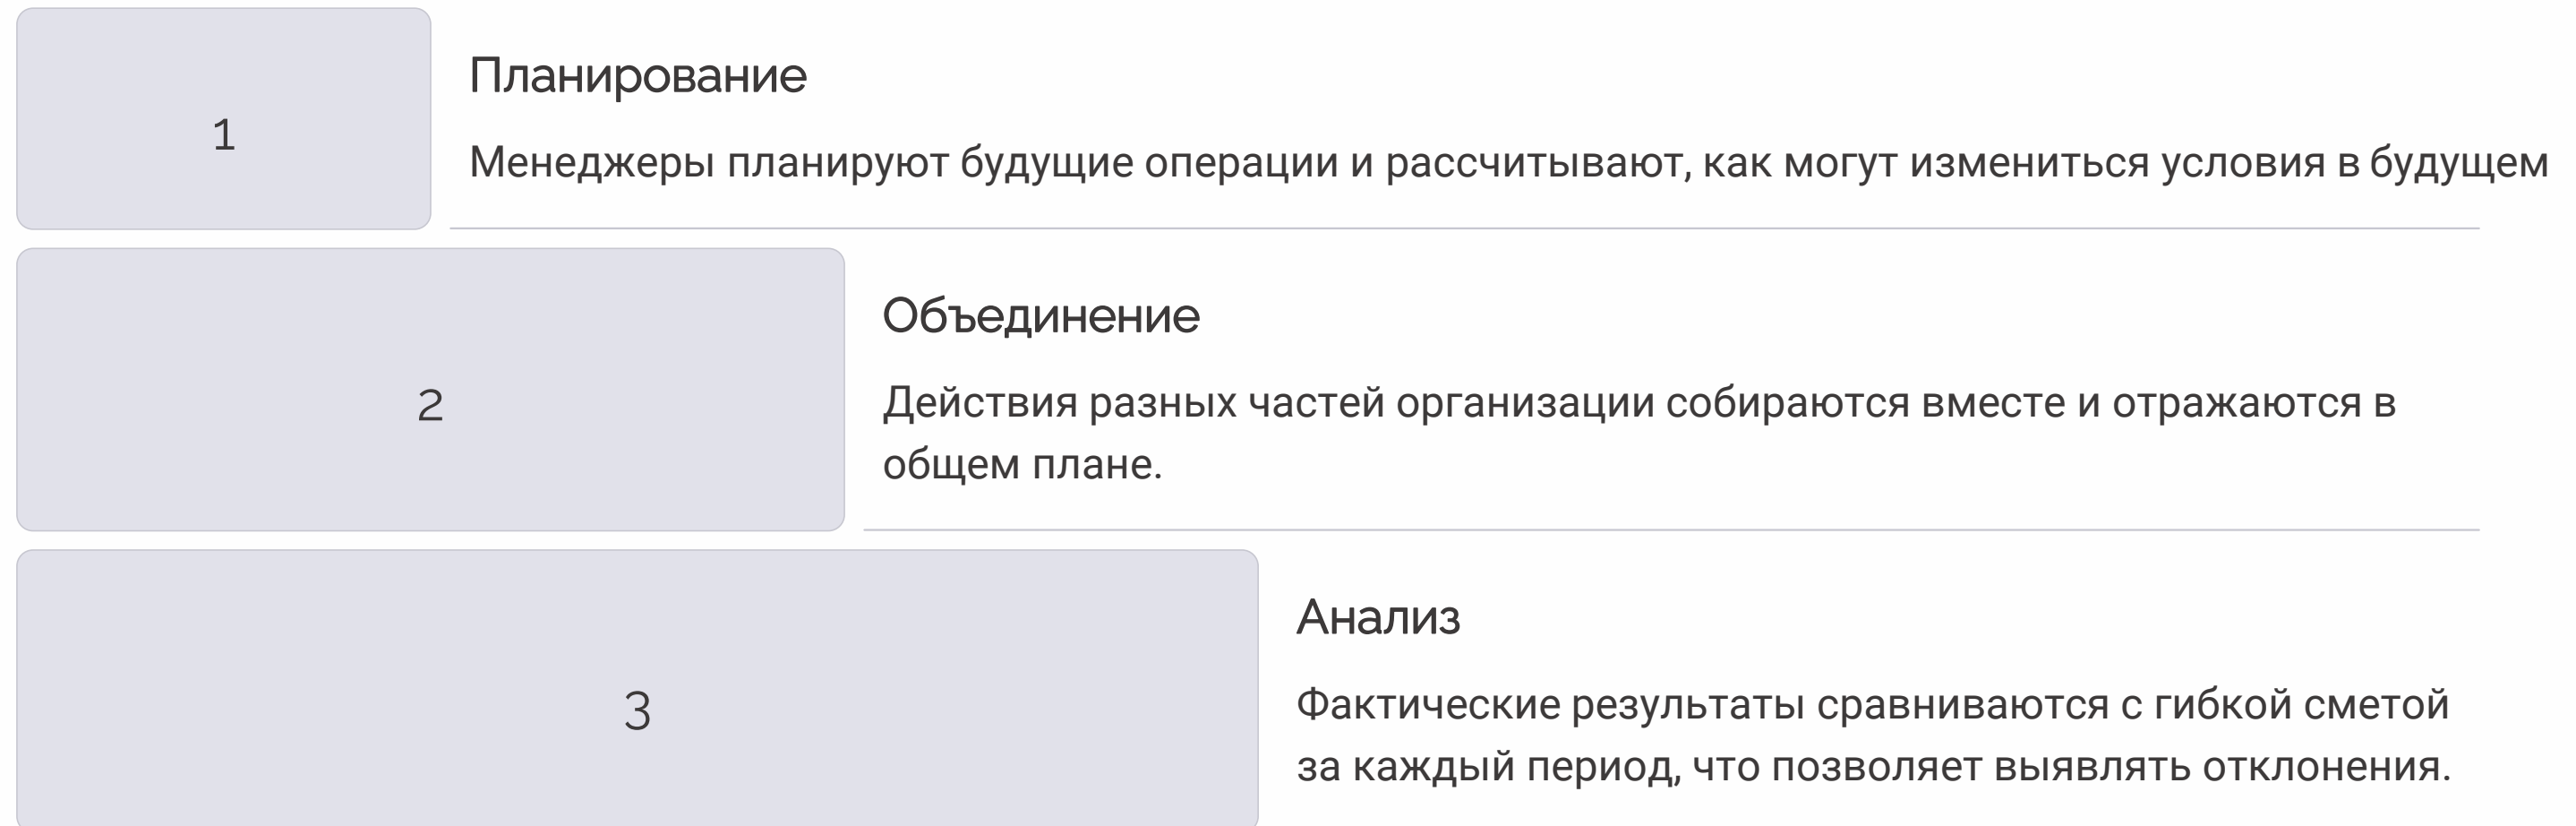 1
Планирование
Менеджеры планируют будущие операции и рассчитывают, как могут измениться условия в будущем
2
Объединение
Действия разных частей организации собираются вместе и отражаются в
общем плане.
3
Анализ
Фактические результаты сравниваются с гибкой сметой
за каждый период, что позволяет выявлять отклонения.